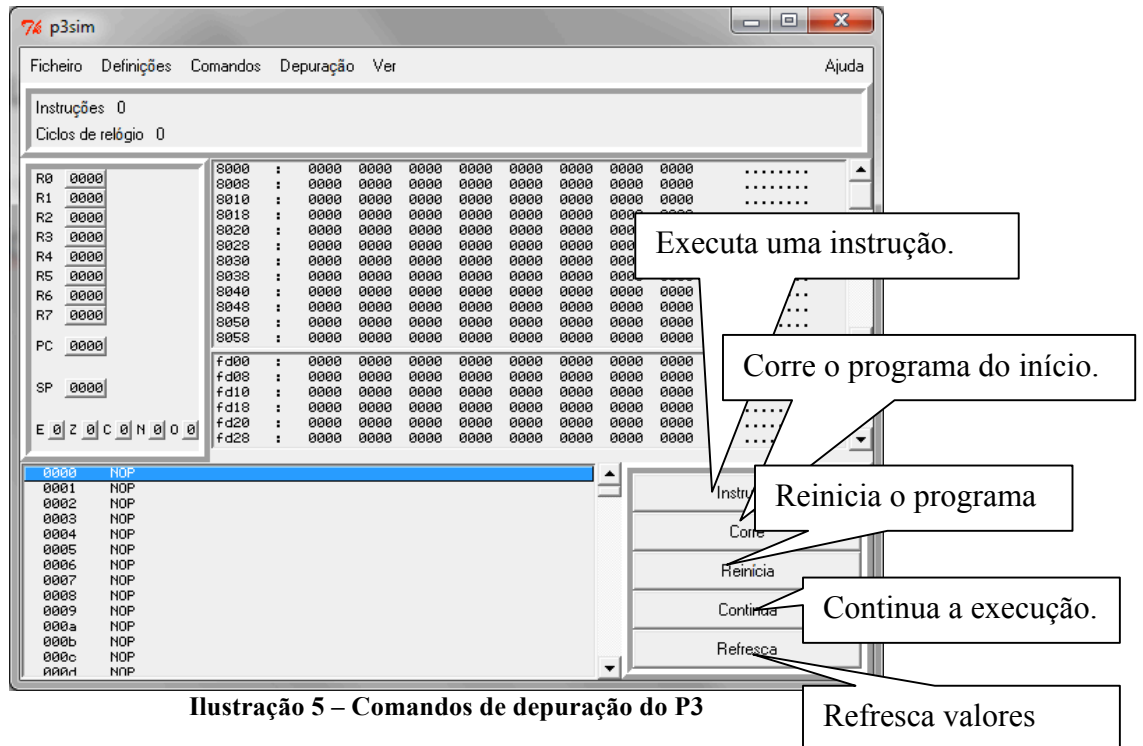 7% p3sim
Ficheiro Definições Comandos Depuração Ver Ajuda
Instruções 0
Ciclos de relógio 0
R0 0000
R1 0000
R2 0000
R3 0000
R4 0000
R5 0000
R6 0000
R7 0000
PC 0000
SP 0000
E 0 Z 0 C 0 N 0 O 0
8000 : 0000 0000 0000 0000 0000 0000 0000 0000 ........
8008 : 0000 0000 0000 0000 0000 0000 0000 0000 ........
8010 : 0000 0000 0000 0000 0000 0000 0000 0000 ........
8018 : 0000 0000 0000 0000 0000 0000 0000
8020 : 0000 0000 0000 0000 0000 0000
8028 : 0000 0000 0000 0000 0000 0000
8030 : 0000 0000 0000 0000 0000 0000
8038 : 0000 0000 0000 0000 0000 0000
8040 : 0000 0000 0000 0000 0000 0000 0000 0000
8048 : 0000 0000 0000 0000 0000 0000 0000 0000
8050 : 0000 0000 0000 0000 0000 0000 0000 0000
8058 : 0000 0000 0000 0000 0000 0000 0000 0000
fd00 : 0000 0000 0000 0000 0000 0000 0000 0000
fd08 : 0000 0000 0000 0000 0000 0000 0000 0000
fd10 : 0000 0000 0000 0000 0000 0000 0000 0000
fd18 : 0000 0000 0000 0000 0000 0000 0000 0000
fd20 : 0000 0000 0000 0000 0000 0000 0000 0000
fd28 : 0000 0000 0000 0000 0000 0000 0000 0000
0000 NOP
0001 NOP
0002 NOP
0003 NOP
0004 NOP
0005 NOP
0006 NOP
0007 NOP
0008 NOP
0009 NOP
000a NOP
000b NOP
000c NOP
000d NOP
Instru
Corre
Reinícia
Continua
Refresca
Executa uma instrução.
Corre o programa do início.
Reinicia o programa
Continua a execução.
Refresca valores
Ilustração 5 – Comandos de depuração do P3